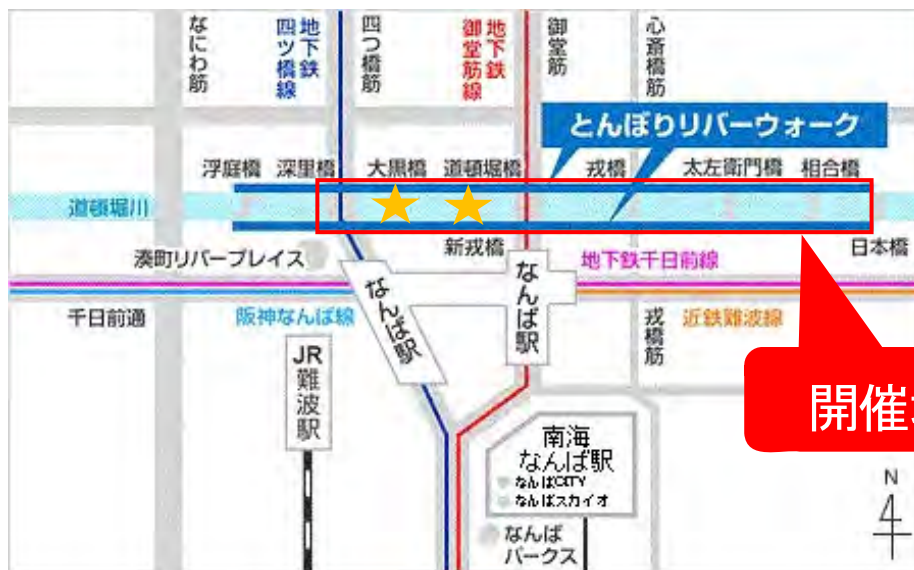 なにわ筋
地下鉄
四ツ橋線
四つ橋筋
地下鉄
御堂筋線
御堂筋
心斎橋筋
とんぼりリバーウォーク
浮庭橋 深里橋 大黒橋 道頓堀橋 戎橋 太左衛門橋 相合橋
道頓堀川
湊町リバープレイス
新戎橋
日本橋
地下鉄千日前線
なんば駅
なんば駅
千日前通
阪神なんば線
戎橋筋
近鉄難波線
JR
難波駅
開催
南海
なんば駅
なんばCITY
なんばスカイオ
なんば
パークス
N